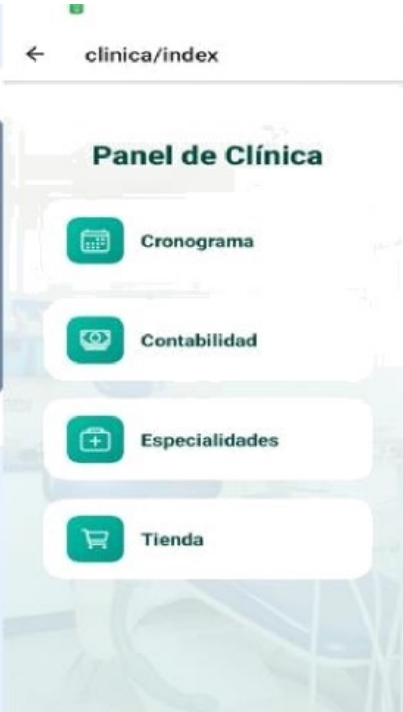 clinica/index
Panel de Clínica
Cronograma
Contabilidad
Especialidades
Tienda